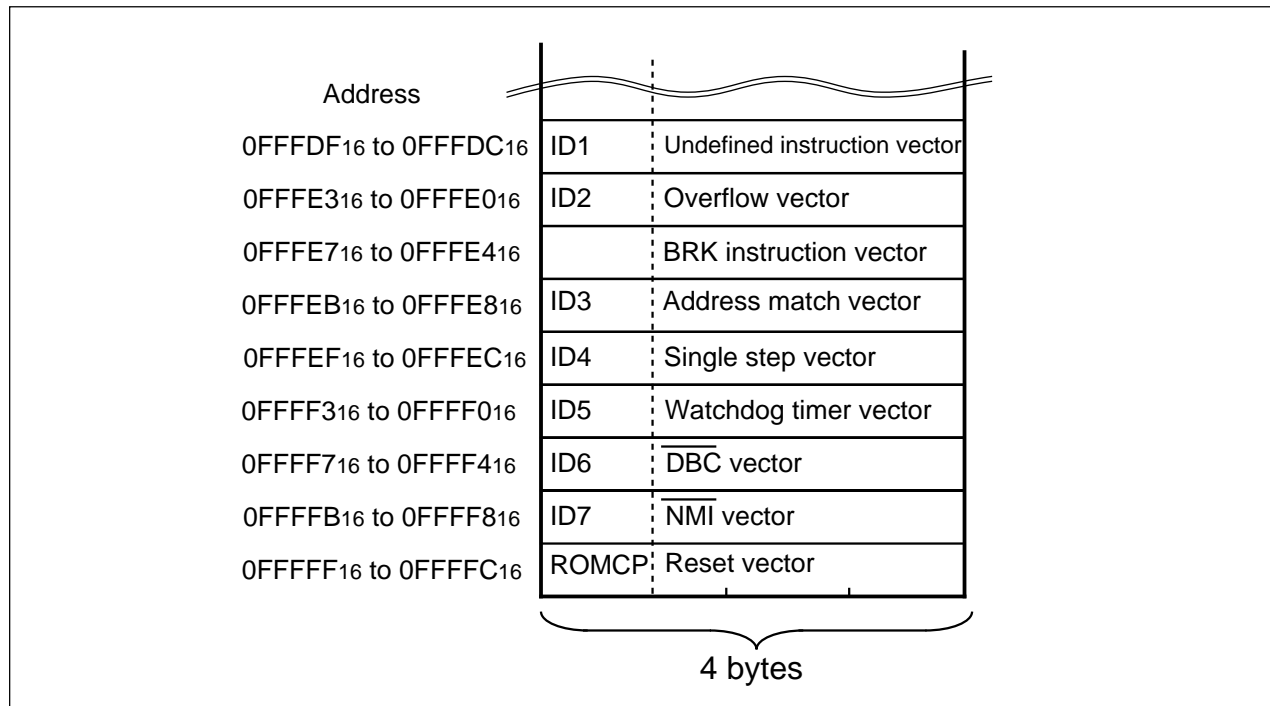 Address
0FFFDF16 to 0FFFDC16 ID1 Undefined instruction vector
0FFFE316 to 0FFFE016 ID2 Overflow vector
0FFFE716 to 0FFFE416 BRK instruction vector
0FFFEB16 to 0FFFE816 ID3 Address match vector
0FFFEF16 to 0FFFEC16 ID4 Single step vector
0FFFF316 to 0FFFF016 ID5 Watchdog timer vector
0FFFF716 to 0FFFF416 ID6 D̅B̅C̅ vector
0FFFFB16 to 0FFFF816 ID7 N̅M̅I̅ vector
0FFFFF16 to 0FFFFC16 ROMCP Reset vector
4 bytes